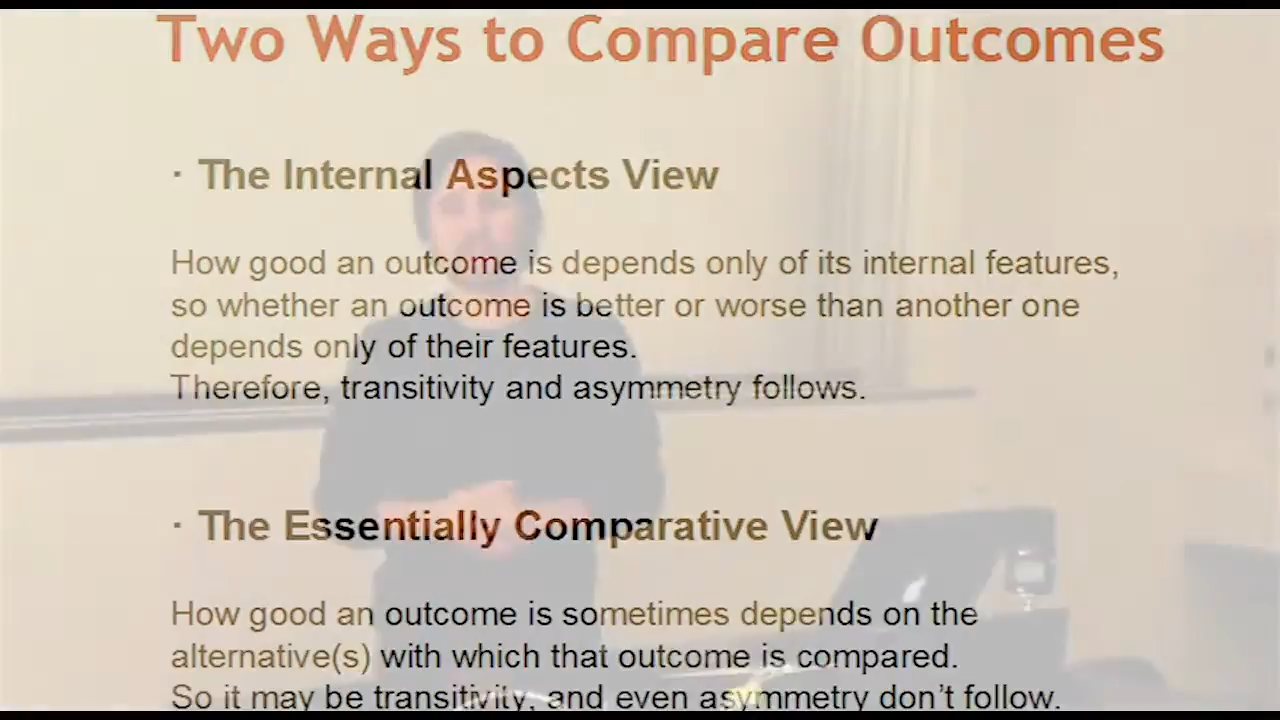 Two Ways to Compare Outcomes
· The Internal Aspects View
How good an outcome is depends only of its internal features,
so whether an outcome is better or worse than another one
depends only of their features.
Therefore, transitivity and asymmetry follows.
· The Essentially Comparative View
How good an outcome is sometimes depends on the
alternative(s) with which that outcome is compared.
So it may be transitivity, and even asymmetry don't follow.